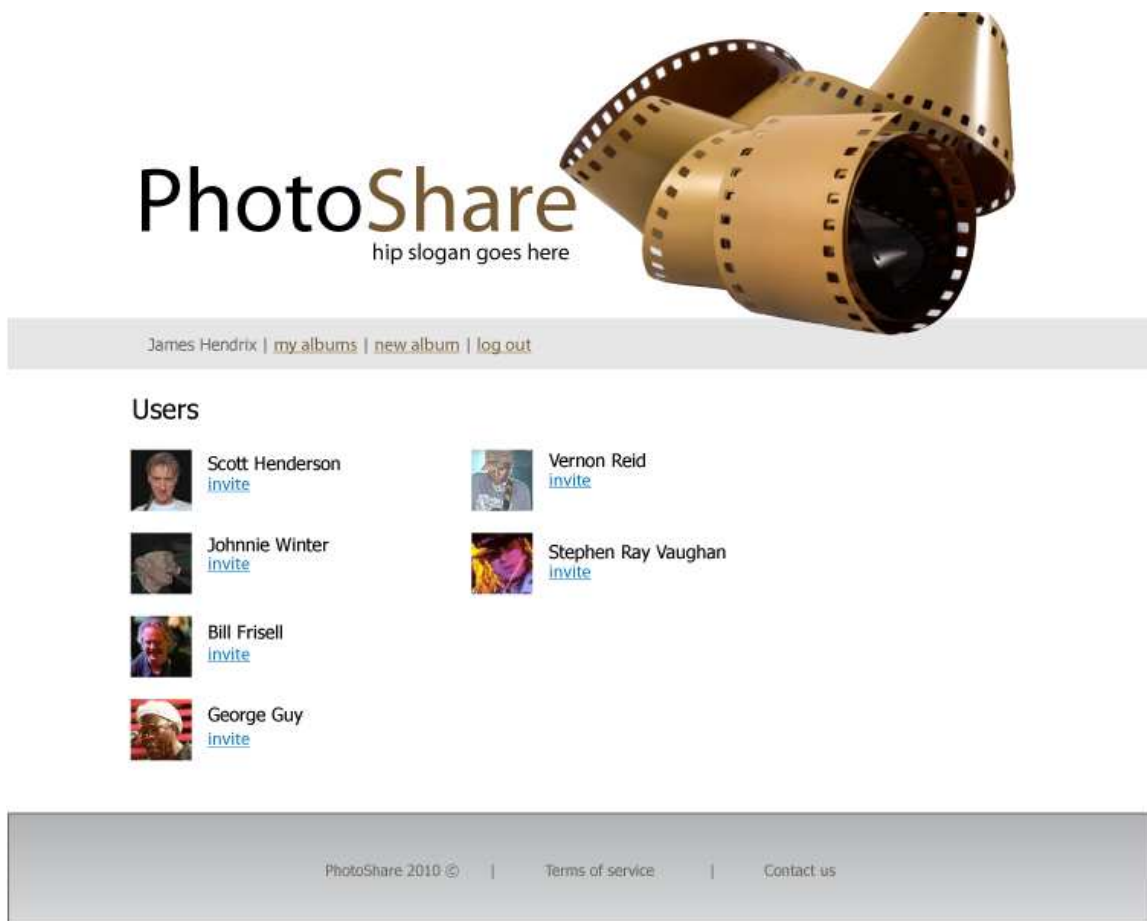 PhotoShare
hip slogan goes here
James Hendrix | my albums | new album | log out
Users
Scott Henderson
invite
Johnnie Winter
invite
Bill Frisell
invite
George Guy
invite
Vernon Reid
invite
Stephen Ray Vaughan
invite
PhotoShare 2010 © | Terms of service | Contact us